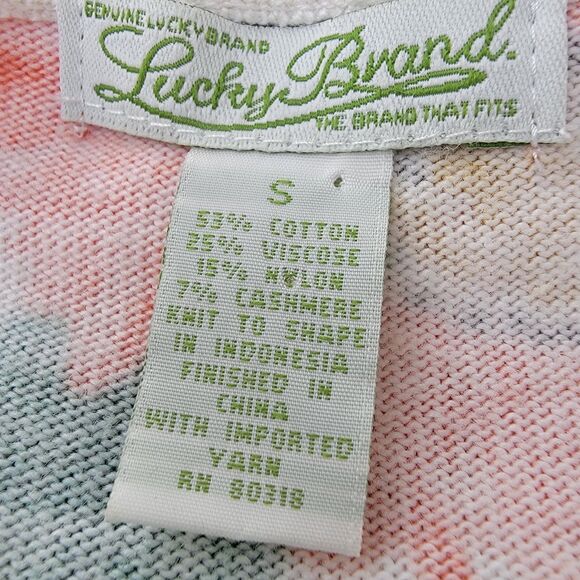 GENUINE LUCKY BRAND
Lucky Brand.
THE BRAND THAT FITS
S
53% COTTON
25% VISCOSE
15% NYLON
7% CASHMERE
KNIT TO SHAPE
IN INDONESIA
FINISHED IN
CHINA
WITH IMPORTED
YARN
RN 80318